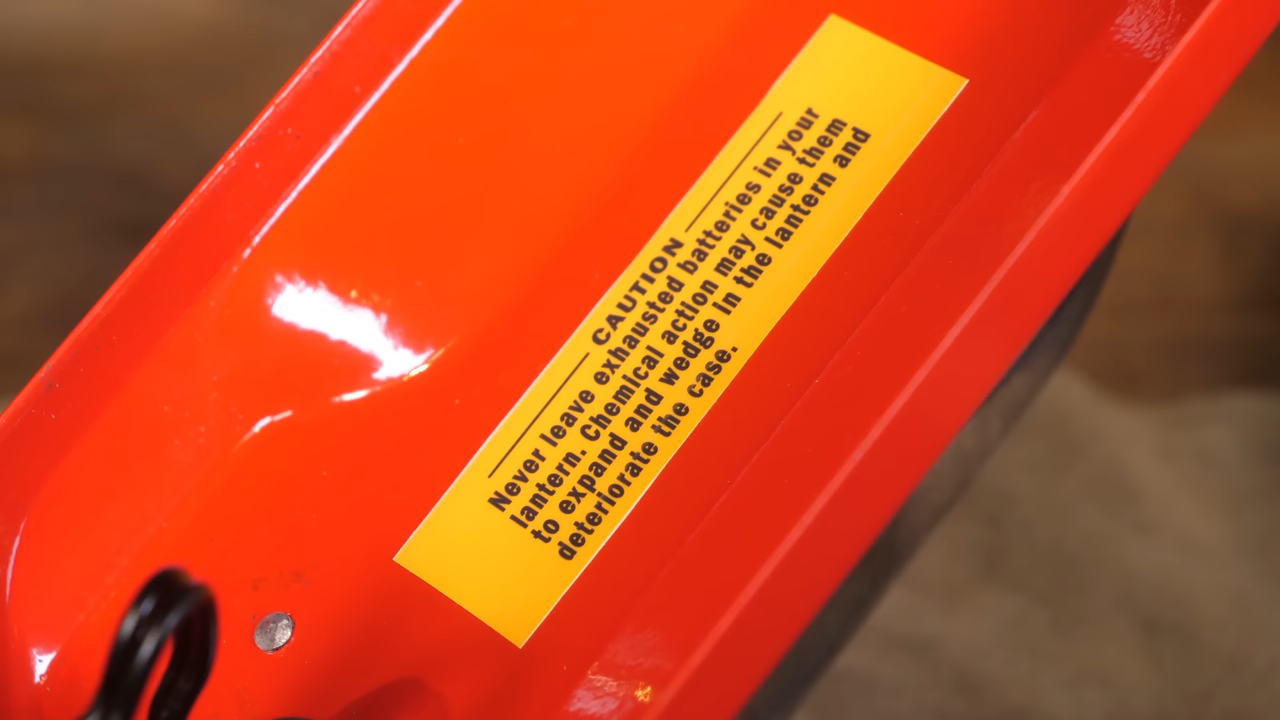 CAUTION
Never leave exhausted batteries in your
lantern. Chemical action may cause them
to expand and wedge in the lantern and
deteriorate the case.